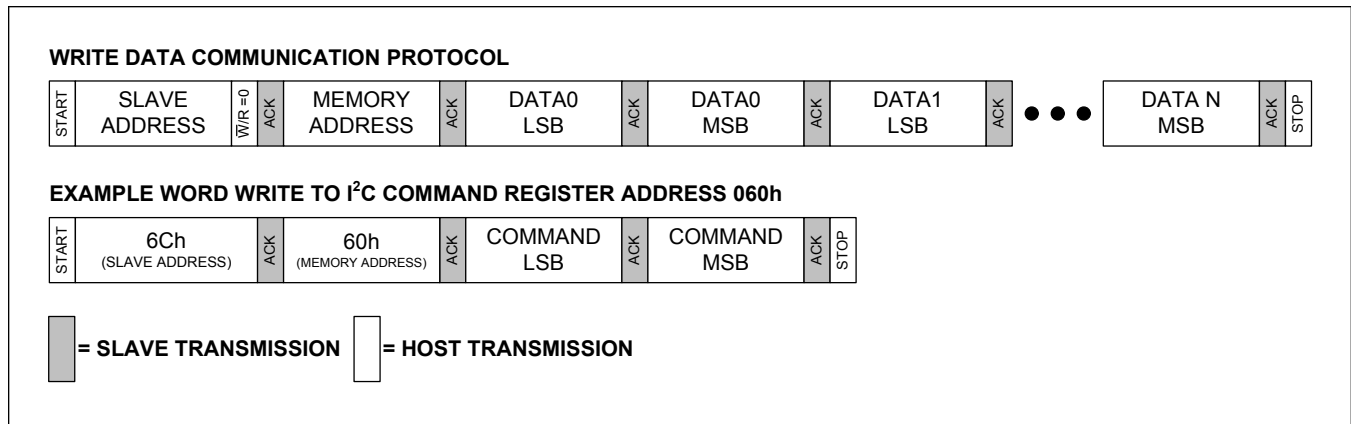 WRITE DATA COMMUNICATION PROTOCOL
START SLAVE ADDRESS W̅/R =0 ACK MEMORY ADDRESS ACK DATA0 LSB ACK DATA0 MSB ACK DATA1 LSB ACK ● ● ● DATA N MSB ACK STOP
EXAMPLE WORD WRITE TO I²C COMMAND REGISTER ADDRESS 060h
START 6Ch (SLAVE ADDRESS) ACK 60h (MEMORY ADDRESS) ACK COMMAND LSB ACK COMMAND MSB ACK STOP
= SLAVE TRANSMISSION = HOST TRANSMISSION